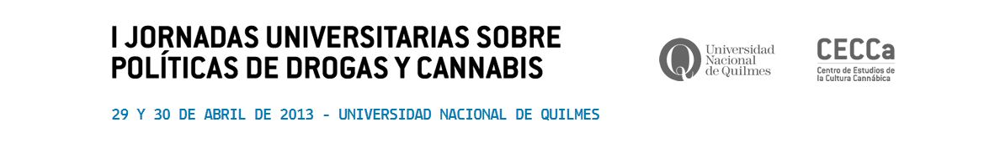 I JORNADAS UNIVERSITARIAS SOBRE
POLÍTICAS DE DROGAS Y CANNABIS
29 Y 30 DE ABRIL DE 2013 - UNIVERSIDAD NACIONAL DE QUILMES
Universidad
Nacional
de Quilmes
CECCa
Centro de Estudios de
la Cultura Cannábica